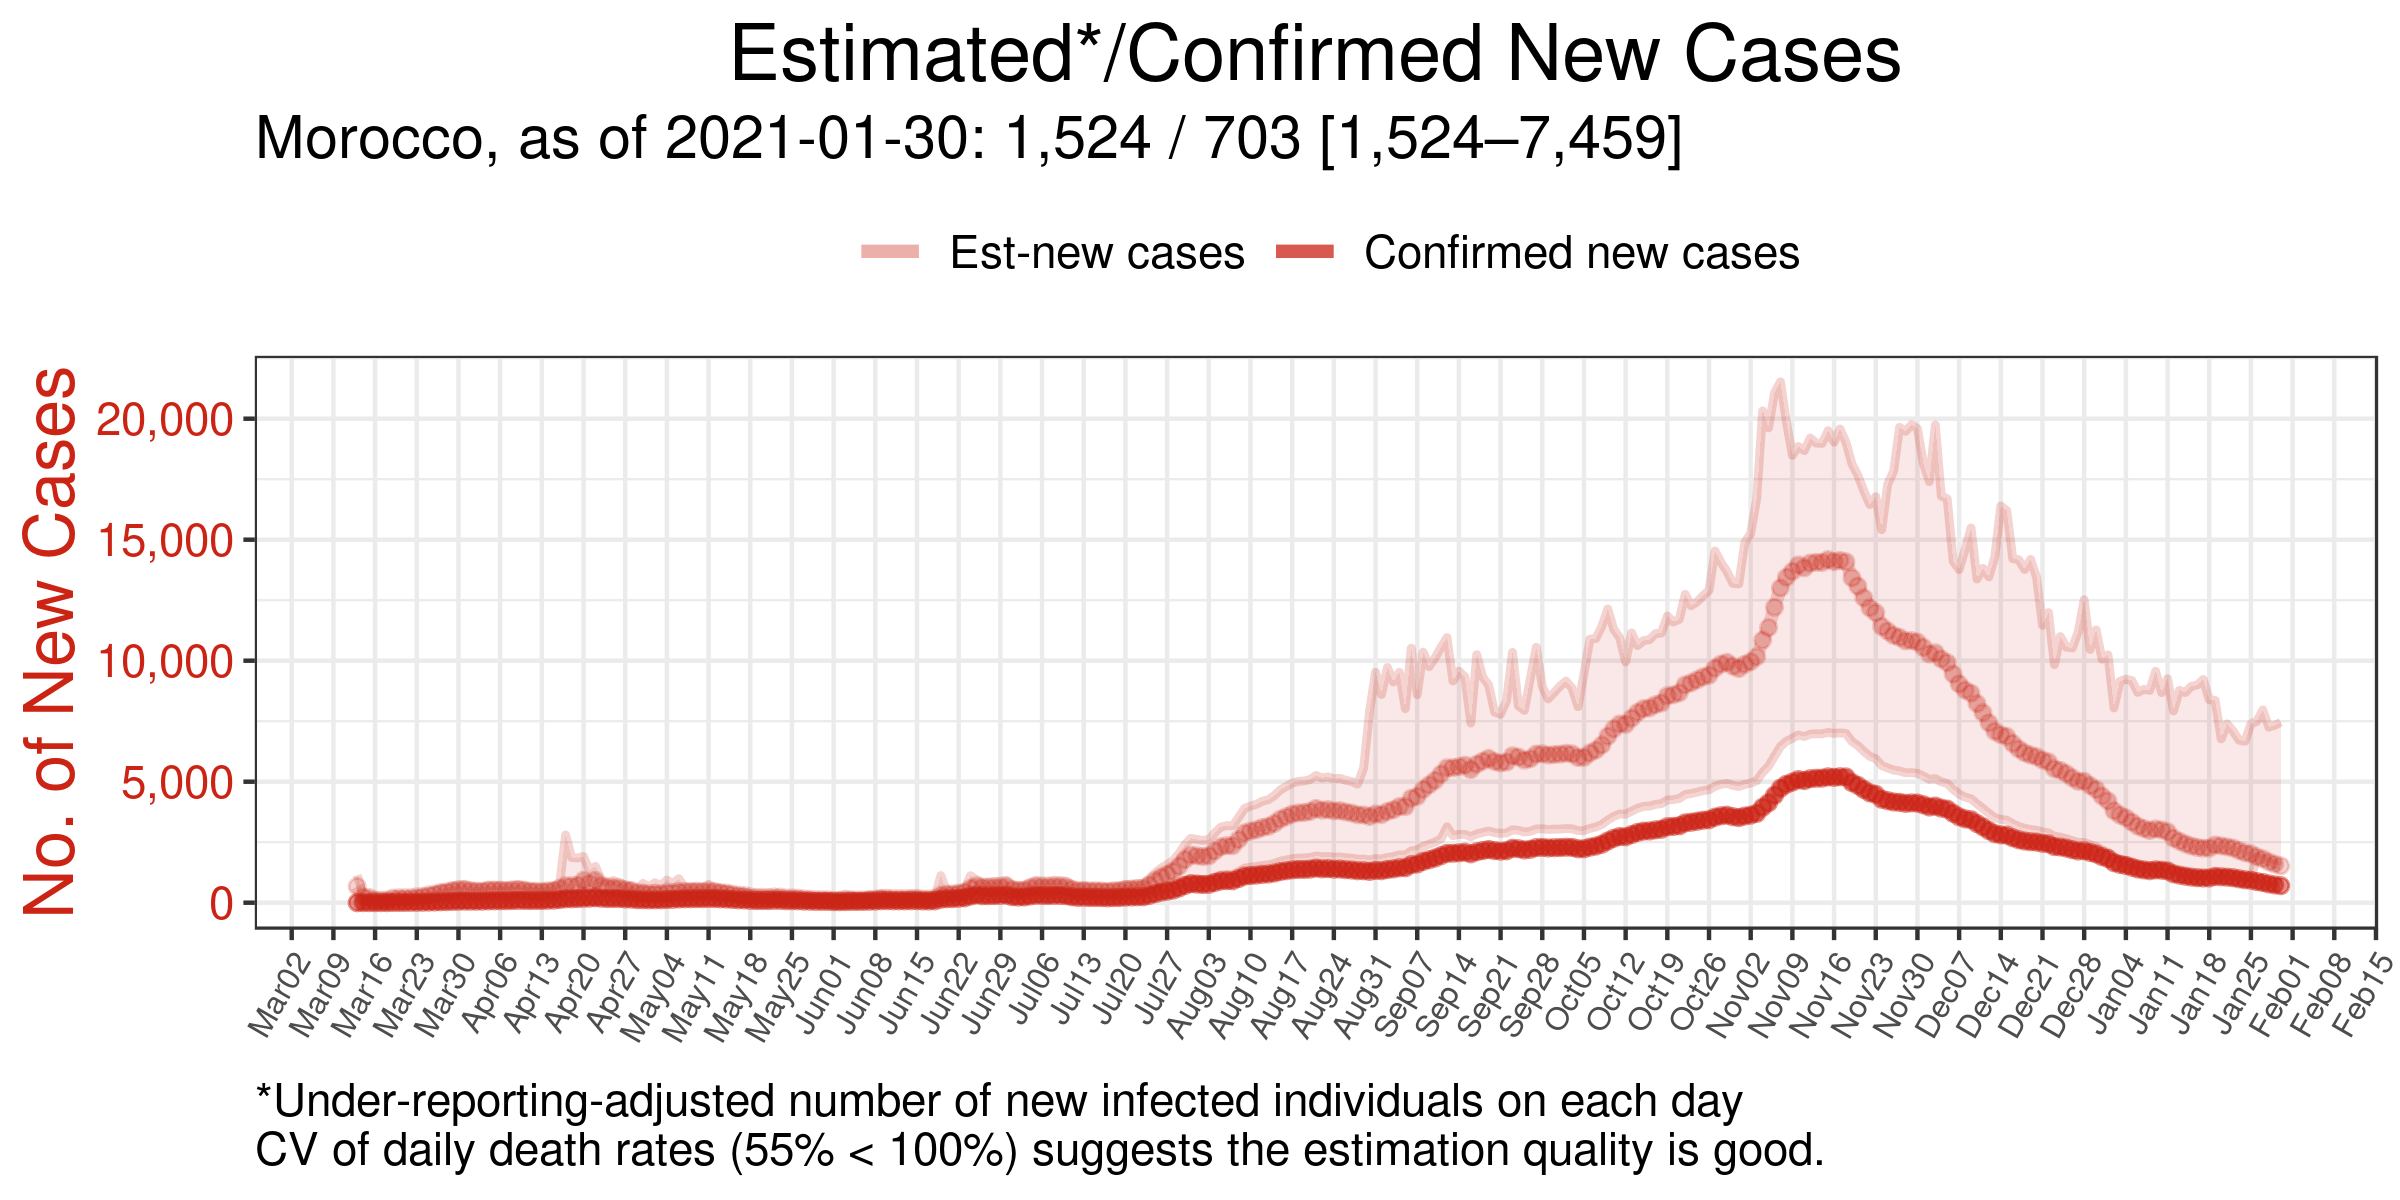 Estimated*/Confirmed New Cases
Morocco, as of 2021-01-30: 1,524 / 703 [1,524–7,459]
Est-new cases
Confirmed new cases
No. of New Cases
20,000
15,000
10,000
5,000
0
Mar02
Mar09
Mar16
Mar23
Mar30
Apr06
Apr13
Apr20
Apr27
May04
May11
May18
May25
Jun01
Jun08
Jun15
Jun22
Jun29
Jul06
Jul13
Jul20
Jul27
Aug03
Aug10
Aug17
Aug24
Aug31
Sep07
Sep14
Sep21
Sep28
Oct05
Oct12
Oct19
Oct26
Nov02
Nov09
Nov16
Nov23
Nov30
Dec07
Dec14
Dec21
Dec28
Jan04
Jan11
Jan18
Jan25
Feb01
Feb08
Feb15
*Under-reporting-adjusted number of new infected individuals on each day
CV of daily death rates (55% < 100%) suggests the estimation quality is good.